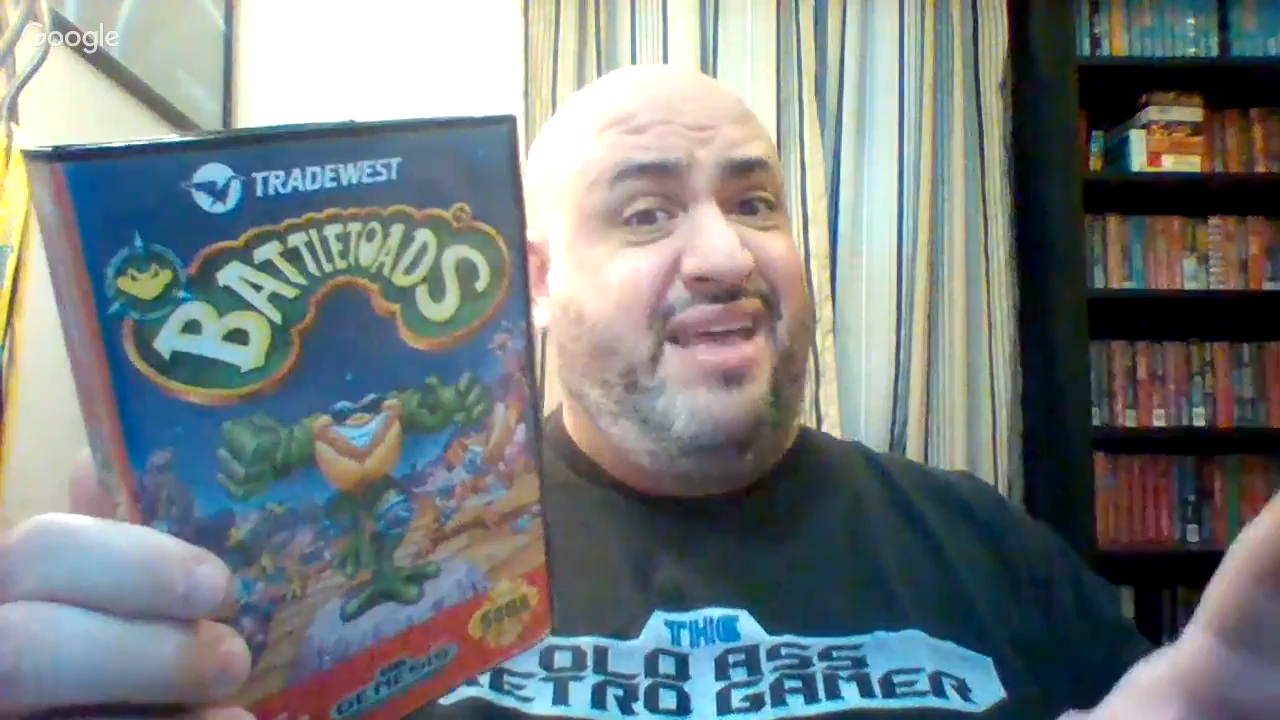 Google
TRADEWEST
BATTLETOADS
SEGA
GENESIS
THE
OLD ASS
RETRO GAMER